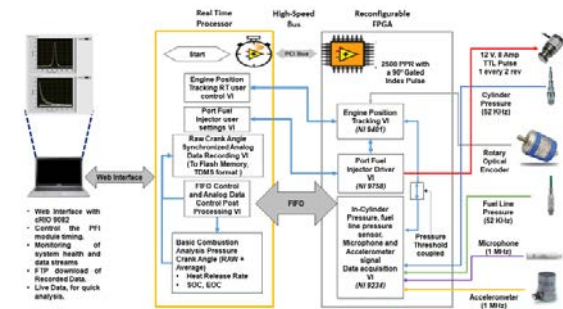 Real Time
Processor
High-Speed
Bus
Reconfigurable
FPGA
Start
PCI Bus
2500 PPR with
a 90° Gated
Index Pulse
12 V, 8 Amp
TTL Pulse
1 every 2 rev
Cylinder
Pressure
(52 KHz)
Engine Position
Tracking RT user
control VI
Port Fuel
Injector user
settings VI
Raw Crank Angle
Synchronized Analog
Data Recording VI
(To Flash Memory,
TDMS format )
FIFO Control
and Analog Data
Control Post
Processing VI
Basic Combustion
Analysis Pressure
Crank Angle (RAW +
Average)
• Heat Release Rate
• SOC, EOC
Engine Position
Tracking VI
(NI 9401)
Port Fuel
Injector Driver
VI
(NI 9758)
In-Cylinder
Pressure, fuel line
pressure sensor,
Microphone and
Accelerometer
signal
Data acquisition VI
(NI 9234)
Pressure
Threshold
coupled
Rotary
Optical
Encoder
Fuel Line
Pressure
(52 KHz)
Microphone
(1 MHz)
Accelerometer
(1 MHz)
Web Interface
FIFO
• Web Interface with
cRIO 9082
• Control the PFI
module timing.
• Monitoring of
system health and
data streams
• FTP download of
Recorded Data.
• Live Data, for quick
analysis.